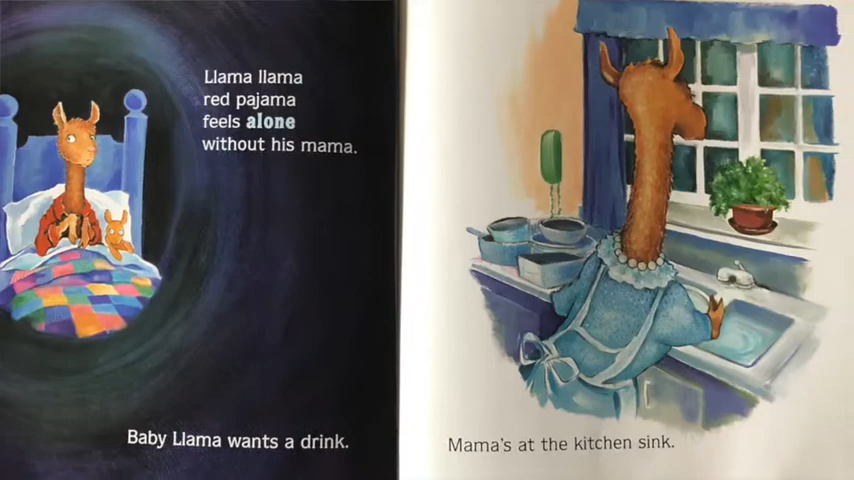 Llama llama
red pajama
feels alone
without his mama.
Baby Llama wants a drink.
Mama's at the kitchen sink.